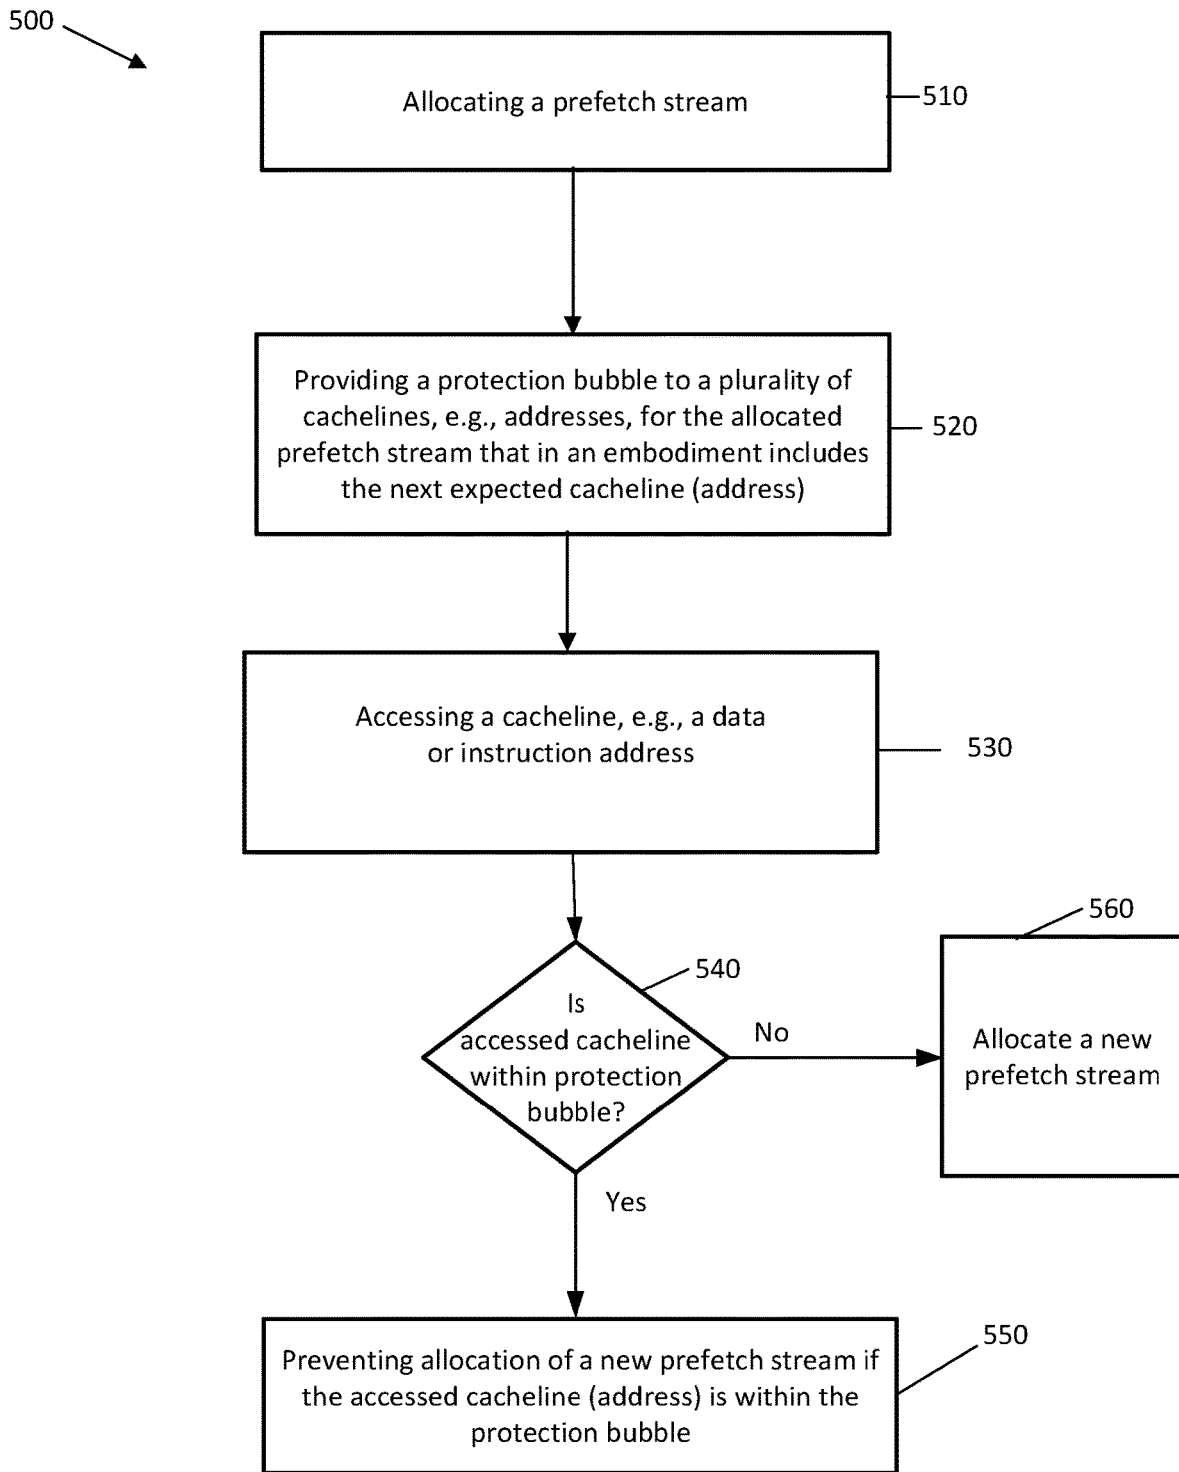 500
Allocating a prefetch stream
510
Providing a protection bubble to a plurality of
cachelines, e.g., addresses, for the allocated
prefetch stream that in an embodiment includes
the next expected cacheline (address)
520
Accessing a cacheline, e.g., a data
or instruction address
530
540
Is
accessed cacheline
within protection
bubble?
No
560
Allocate a new
prefetch stream
Yes
550
Preventing allocation of a new prefetch stream if
the accessed cacheline (address) is within the
protection bubble